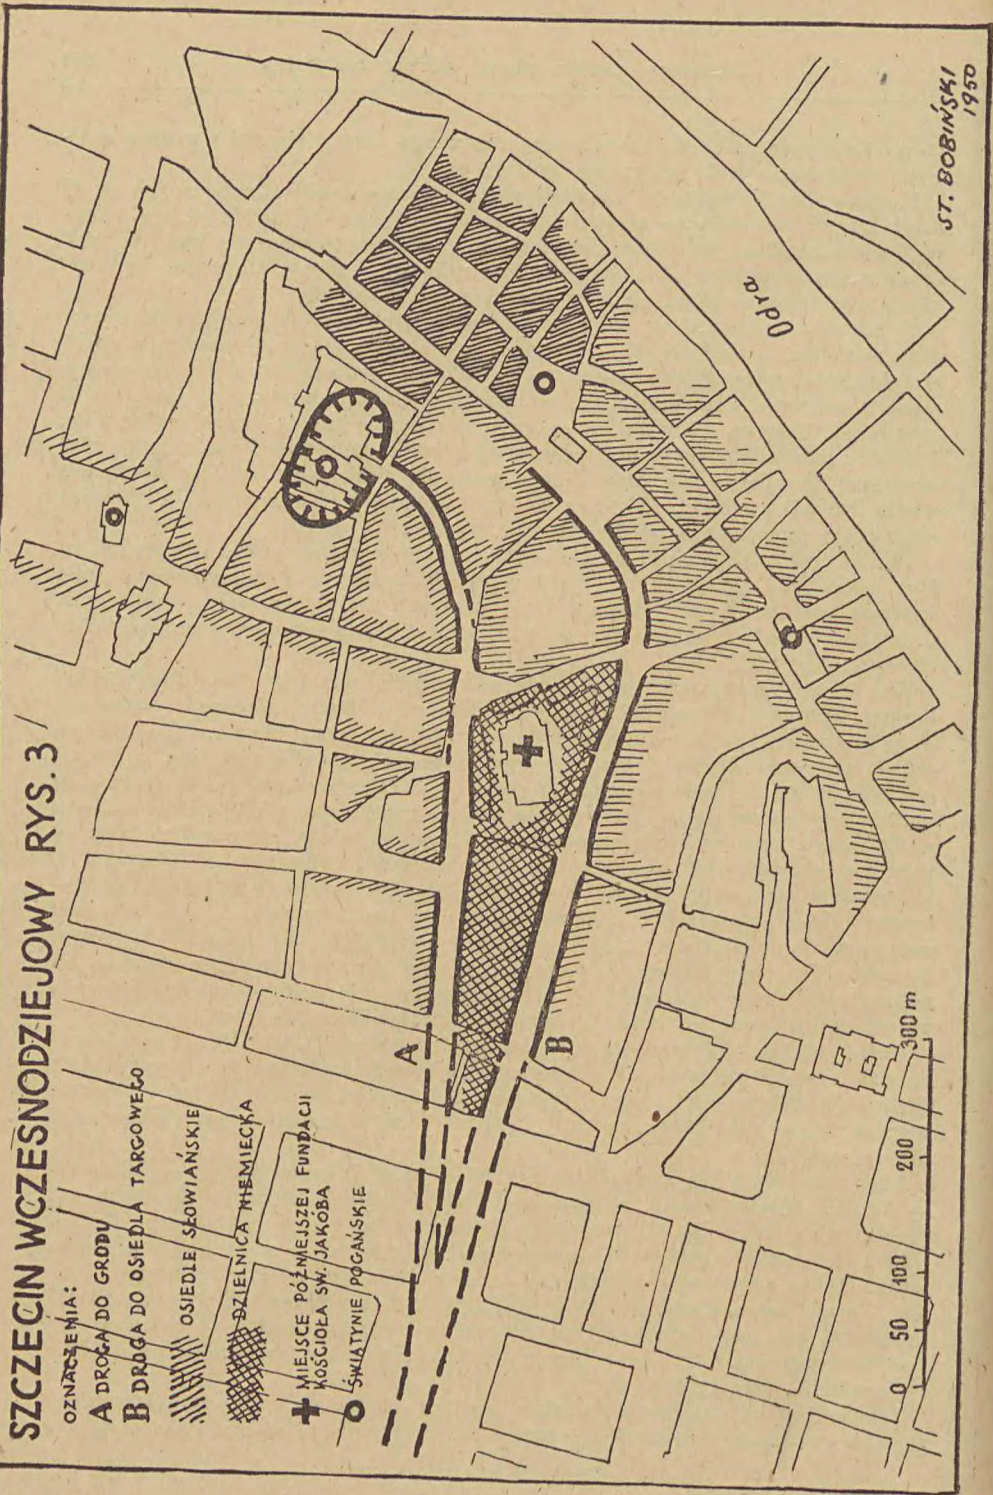 SZCZECIN WCZESNODZIEJOWY RYS. 3
OZNACZENIA:
A DROGA DO GRODU
B DROGA DO OSIEDLA TARGOWEGO
OSIEDLE SŁOWIAŃSKIE
DZIELNICA NIEMIECKA
MIEJSCE PÓŹNIEJSZEJ FUNDACJI
KOŚCIOŁA ŚW. JAKÓBA
ŚWIĄTYNIE POGAŃSKIE
A
B
Odra
0 50 100 200 300 m
ST. BOBIŃSKI
1950